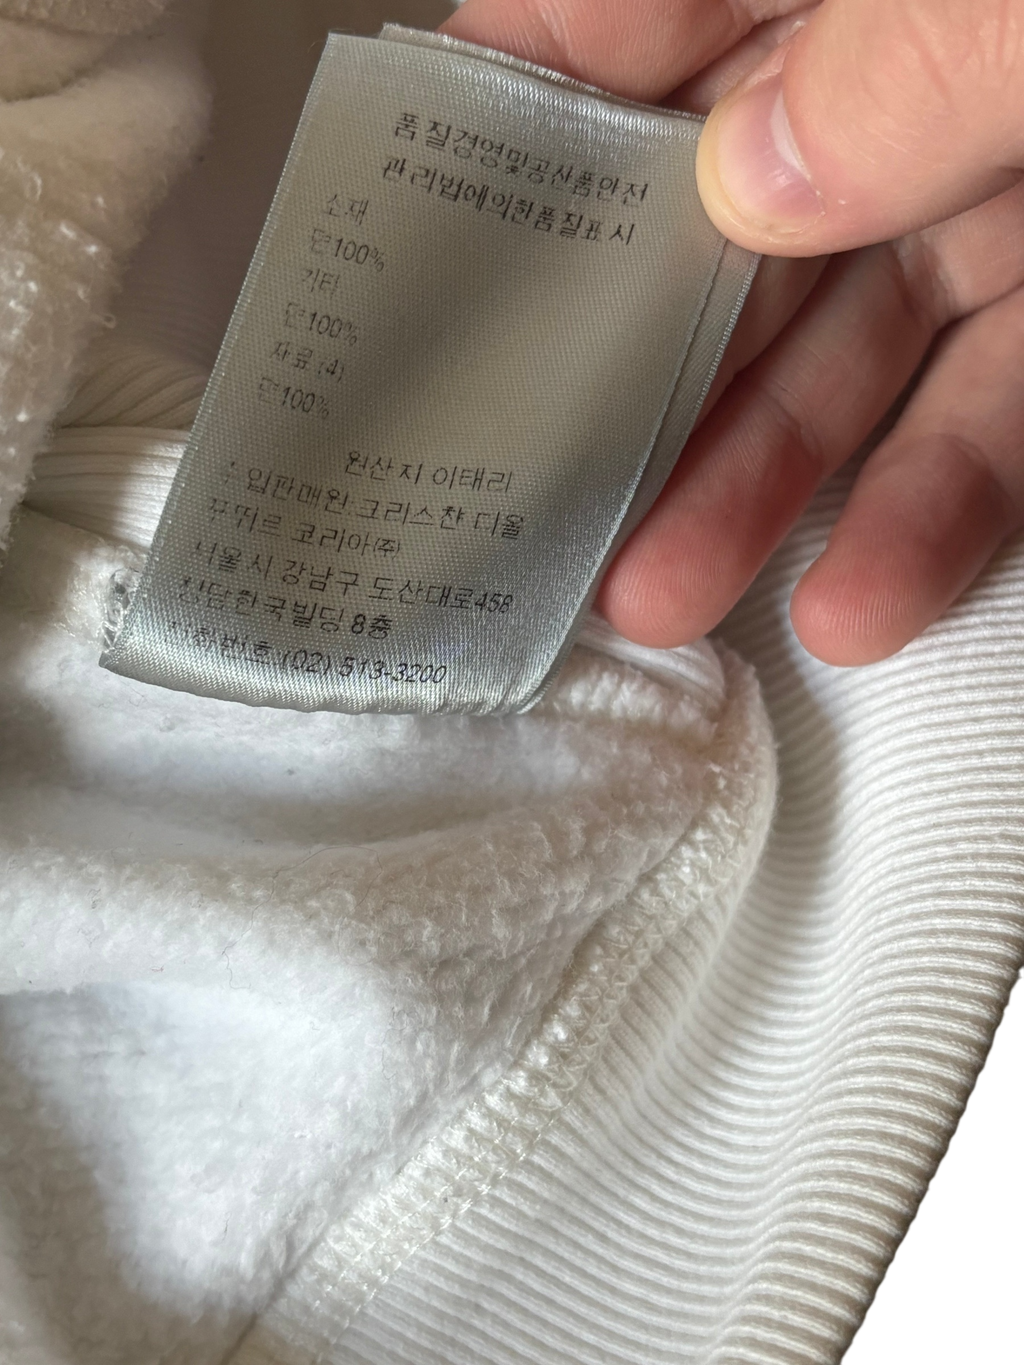 품질경영및공산품안전
관리법에의한품질표시
소재
면100%
기타
면100%
자료 (4)
면100%
원산지 이태리
입판매원:크리스챤 디올
꾸뛰르 코리아㈜
서울 시 강남구 도산대로458
한국빌딩 8층
전화번호:(02) 513-3200